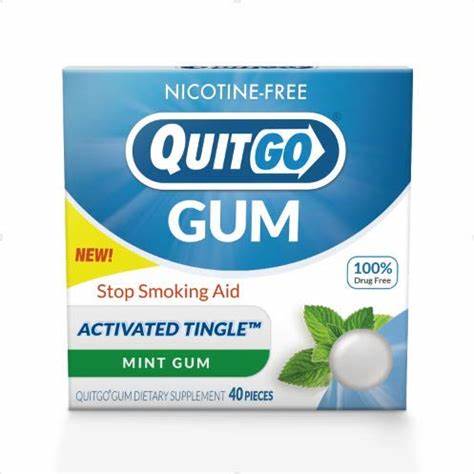 NICOTINE-FREE
QUITGO®
GUM
NEW!
100%
Drug Free
Stop Smoking Aid
ACTIVATED TINGLE™
MINT GUM
QUITGO® GUM DIETARY SUPPLEMENT 40 PIECES